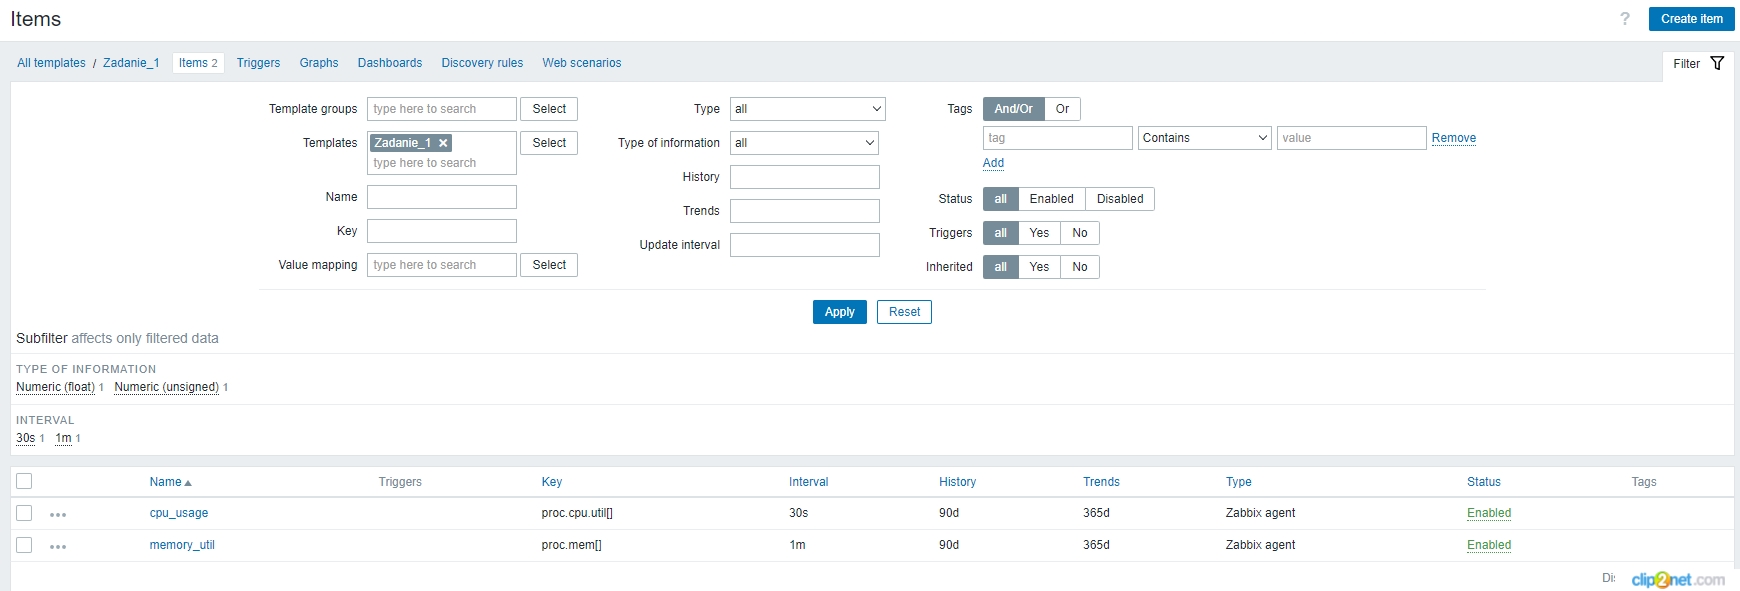 Items
? Create item
All templates / Zadanie_1 Items 2 Triggers Graphs Dashboards Discovery rules Web scenarios Filter
Template groups type here to search Select Type all Tags And/Or Or
Templates Zadanie_1 Select Type of information all tag Contains value Remove
type here to search Add
History
Name Status all Enabled Disabled
Trends
Key Triggers all Yes No
Update interval
Value mapping type here to search Select Inherited all Yes No
Apply Reset
Subfilter affects only filtered data
TYPE OF INFORMATION
Numeric (float) 1 Numeric (unsigned) 1
INTERVAL
30s 1 1m 1
Name Triggers Key Interval History Trends Type Status Tags
cpu_usage proc.cpu.util[] 30s 90d 365d Zabbix agent Enabled
memory_util proc.mem[] 1m 90d 365d Zabbix agent Enabled
clip2net.com